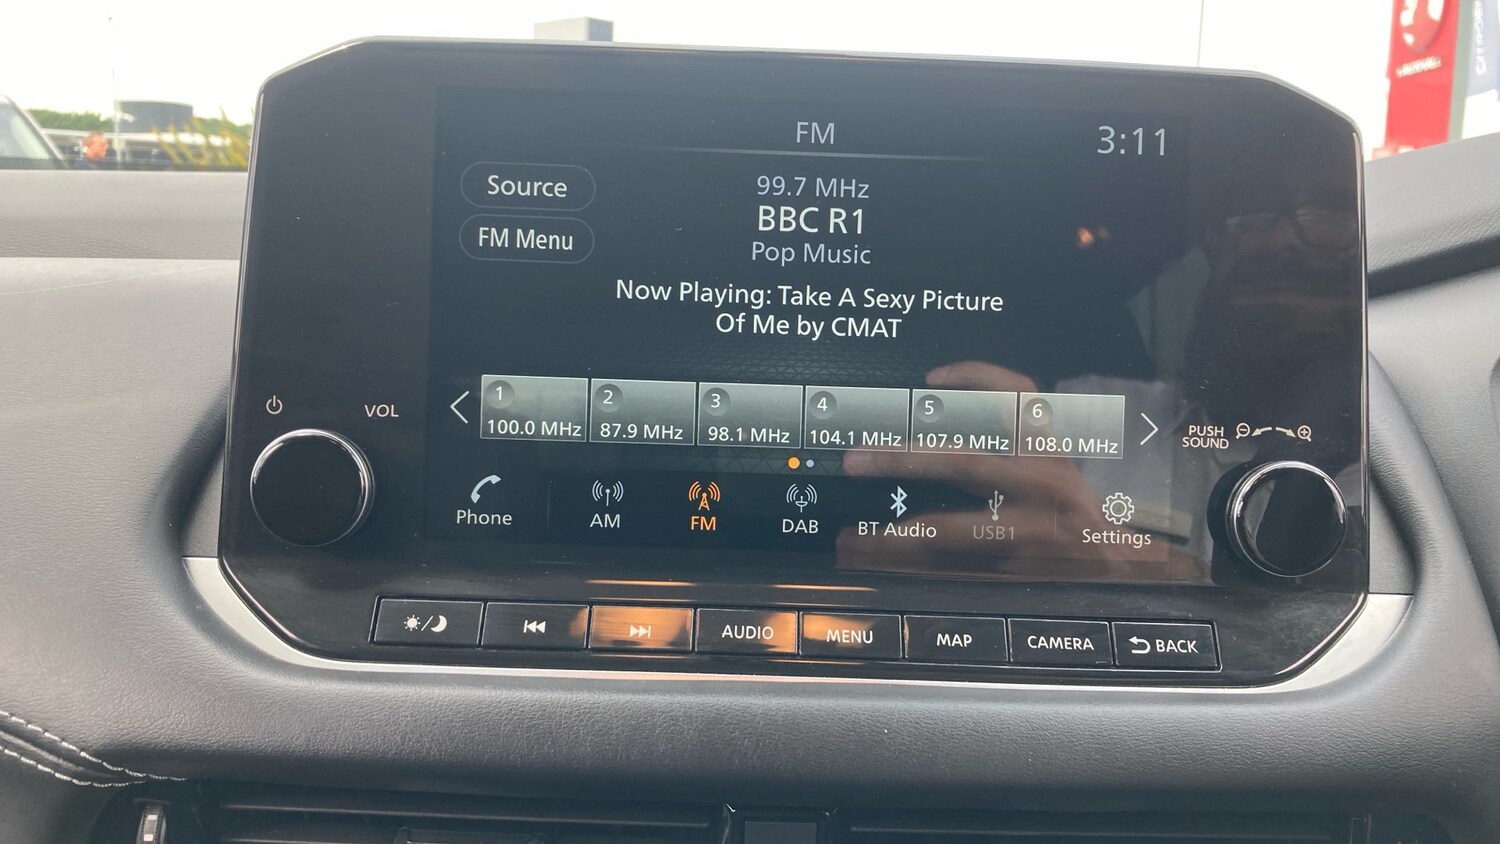 FM
3:11
Source
FM Menu
99.7 MHz
BBC R1
Pop Music
Now Playing: Take A Sexy Picture
Of Me by CMAT
1
100.0 MHz
2
87.9 MHz
3
98.1 MHz
4
104.1 MHz
5
107.9 MHz
6
108.0 MHz
VOL
PUSH
SOUND
Phone
AM
FM
DAB
BT Audio
USB1
Settings
AUDIO
MENU
MAP
CAMERA
BACK